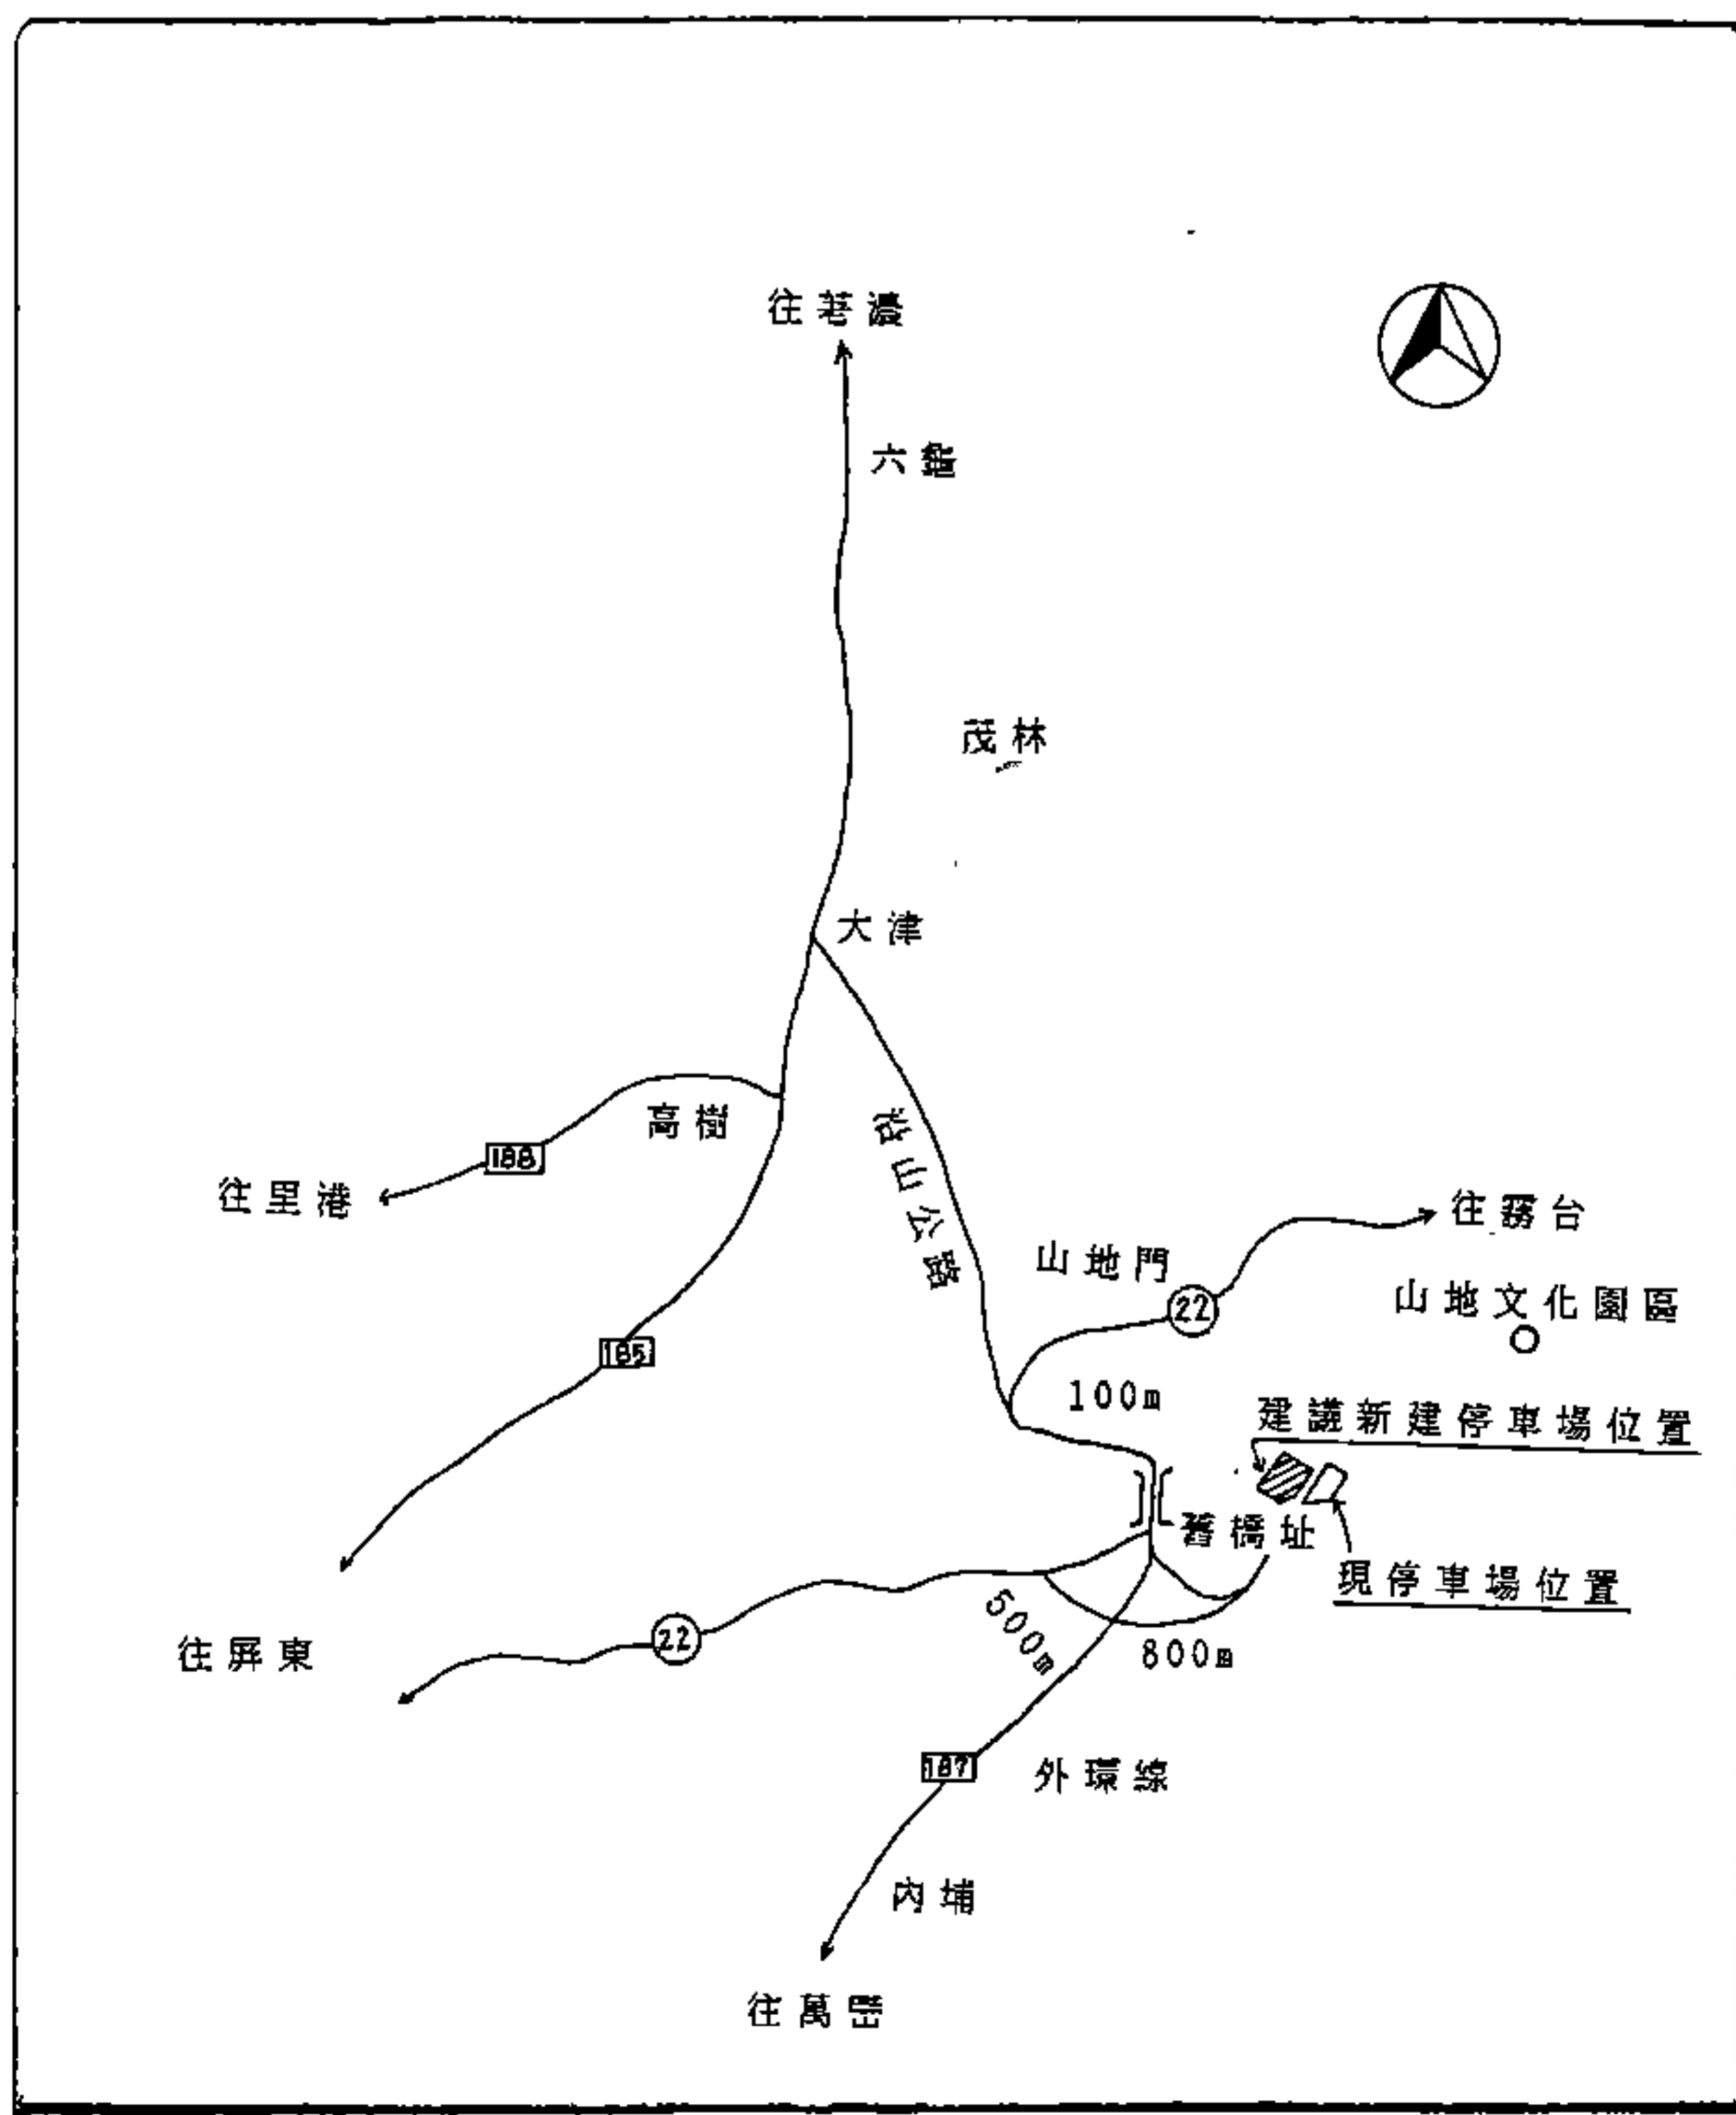 往荖濃
六龜
茂林
大津
高樹
188
往里港
沿山公路
往霧台
山地門
22
山地文化園區
185
100m
建議新建停車場位置
舊橋址
現停車場位置
500m
800m
往屏東
22
187
外環線
內埔
往萬巒